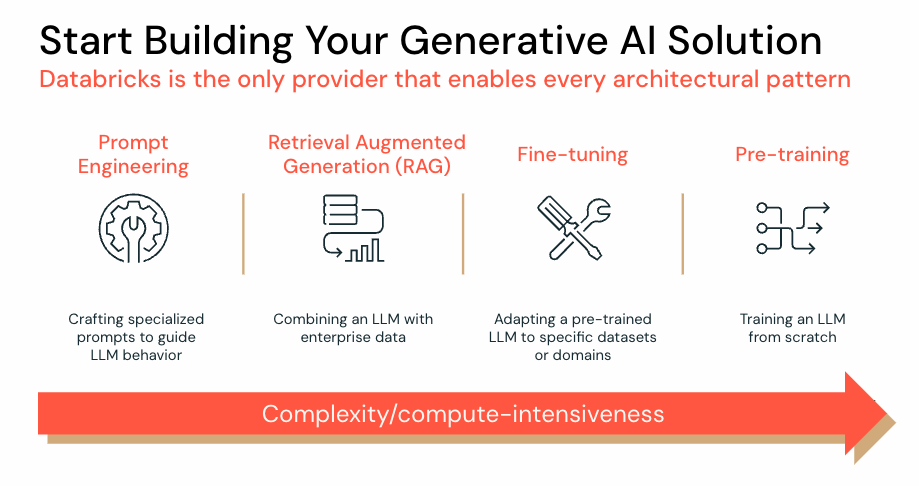 Start Building Your Generative AI Solution
Databricks is the only provider that enables every architectural pattern
Prompt
Engineering
Crafting specialized
prompts to guide
LLM behavior
Retrieval Augmented
Generation (RAG)
Combining an LLM with
enterprise data
Fine-tuning
Adapting a pre-trained
LLM to specific datasets
or domains
Pre-training
Training an LLM
from scratch
Complexity/compute-intensiveness